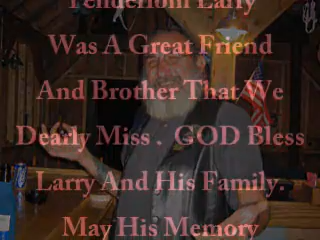 Tenderloin Larry
Was A Great Friend
And Brother That We
Dearly Miss . GOD Bless
Larry And His Family.
May His Memory